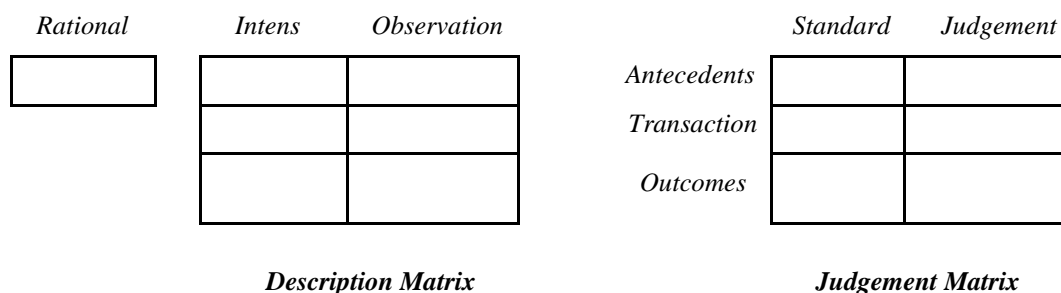 Rational Intens Observation Standard Judgement
Antecedents
Transaction
Outcomes
Description Matrix Judgement Matrix